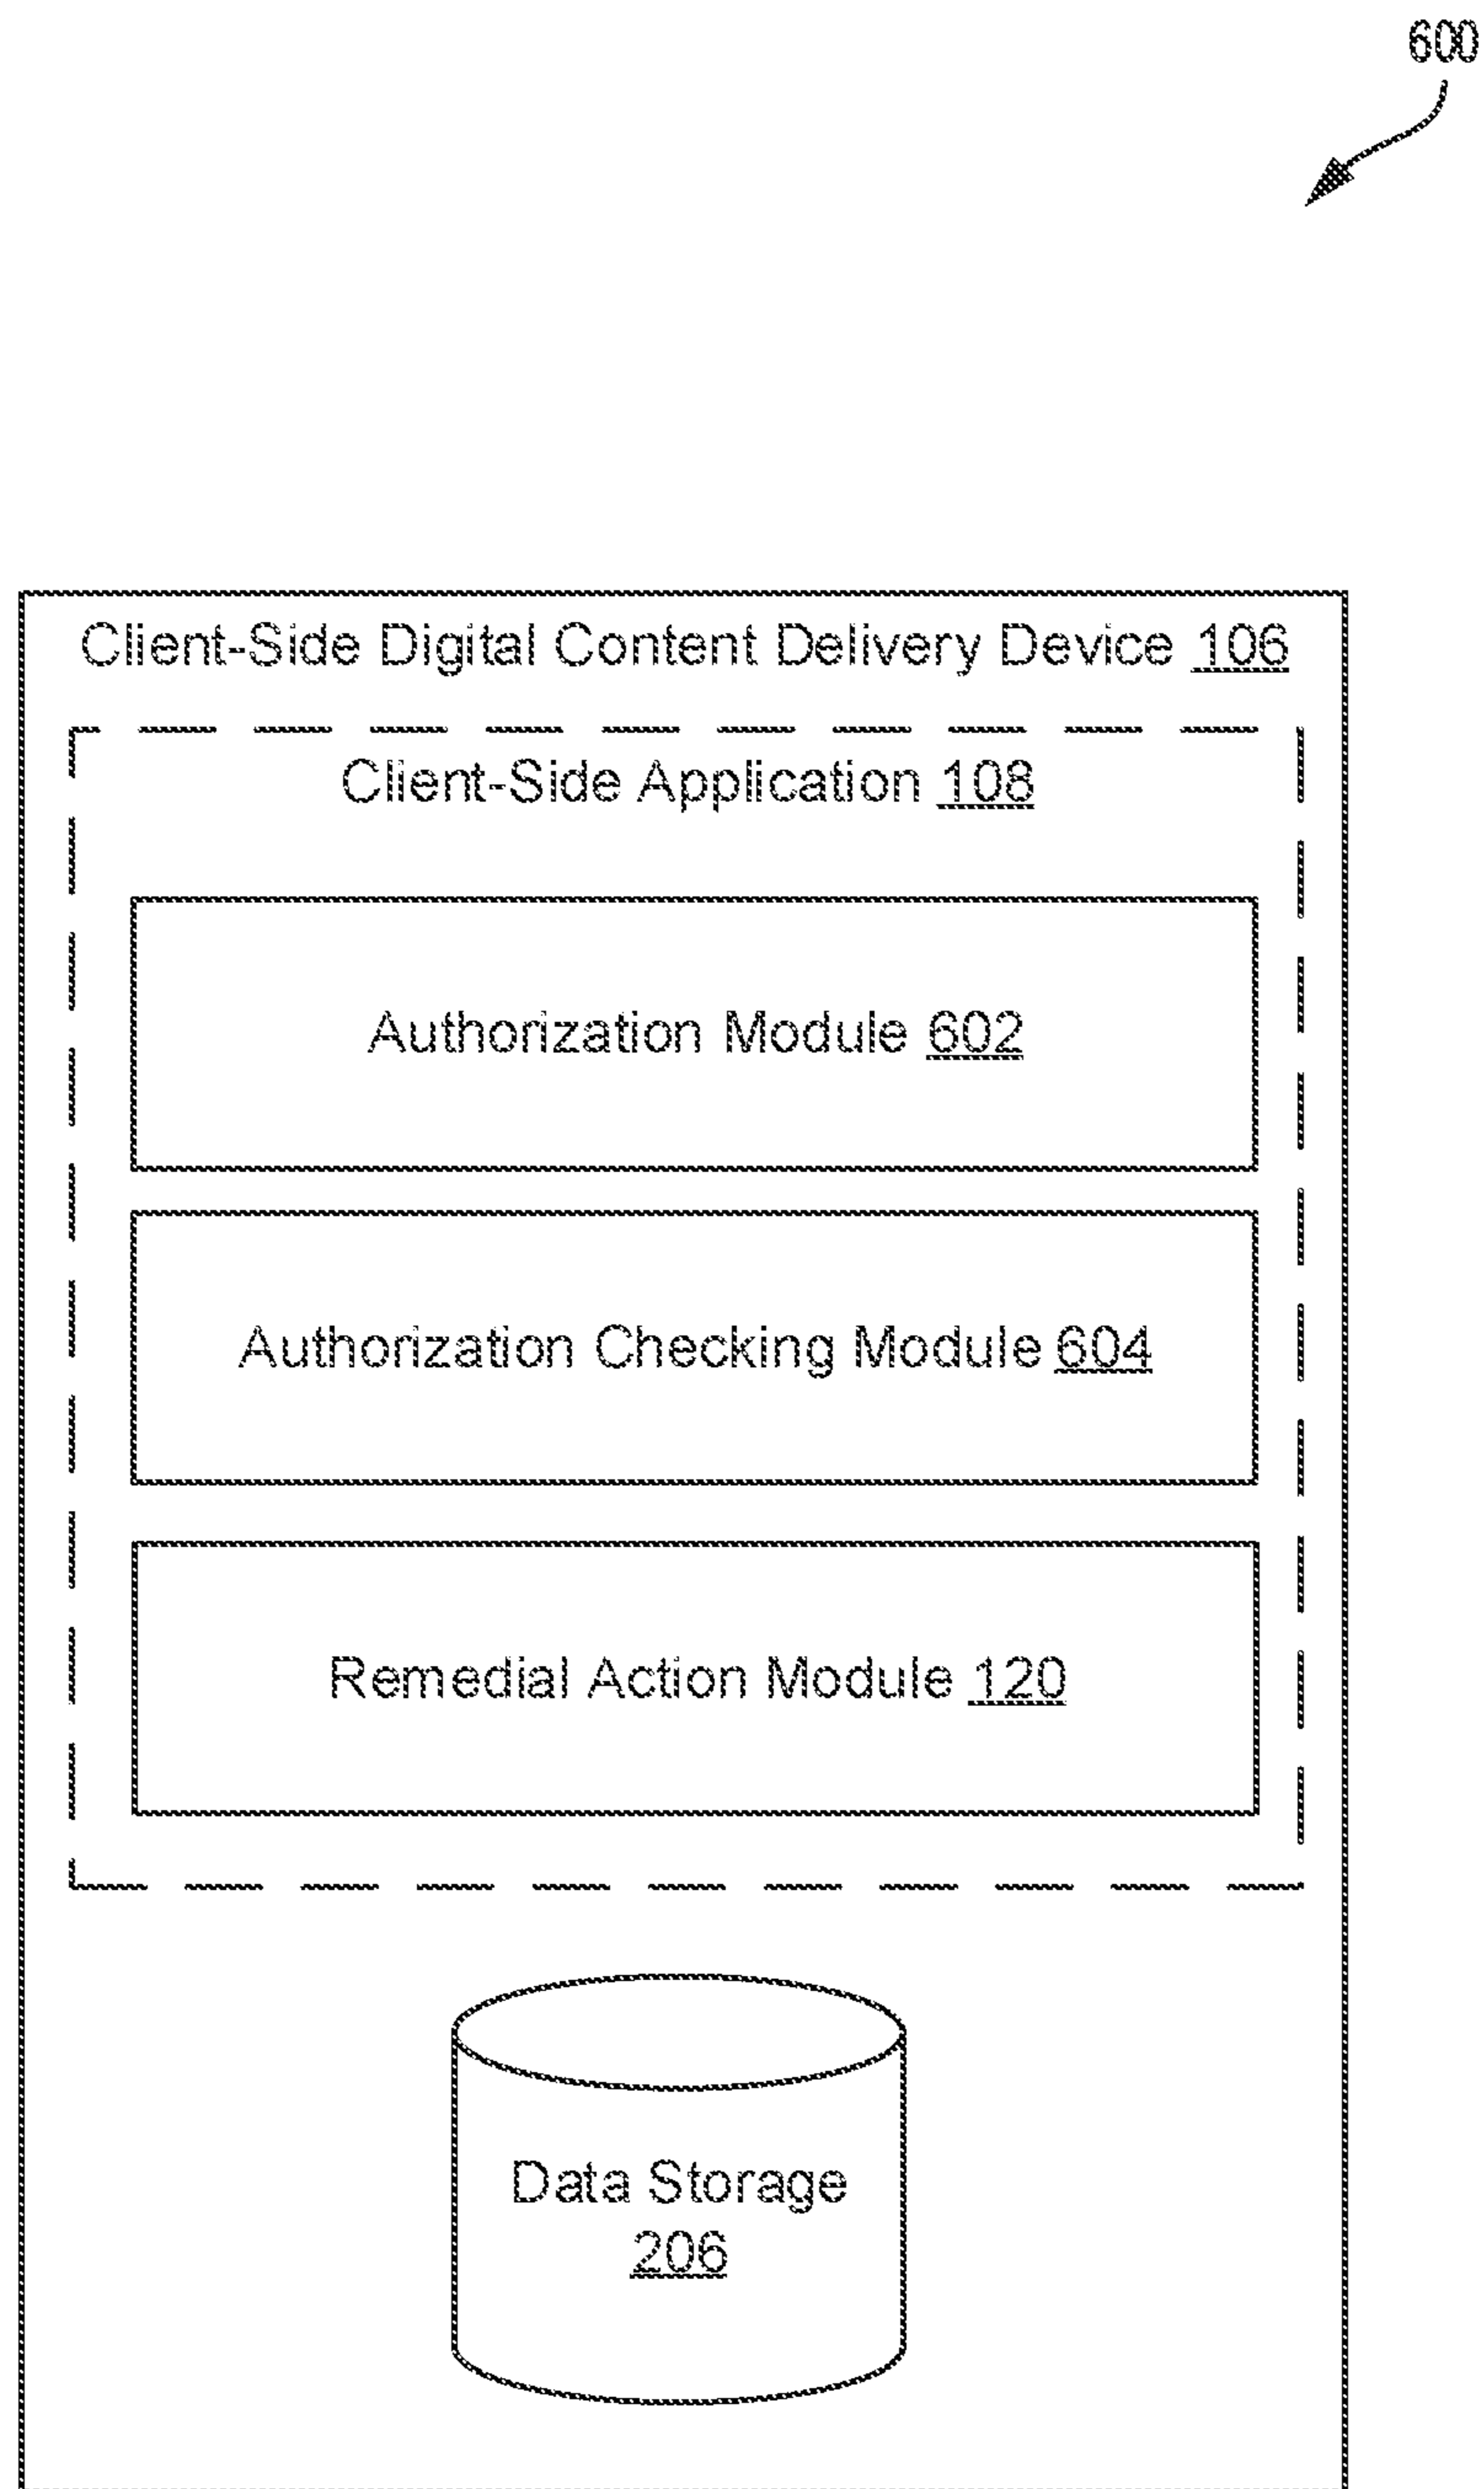 600
Client-Side Digital Content Delivery Device 106
Client-Side Application 108
Authorization Module 602
Authorization Checking Module 604
Remedial Action Module 120
Data Storage
206